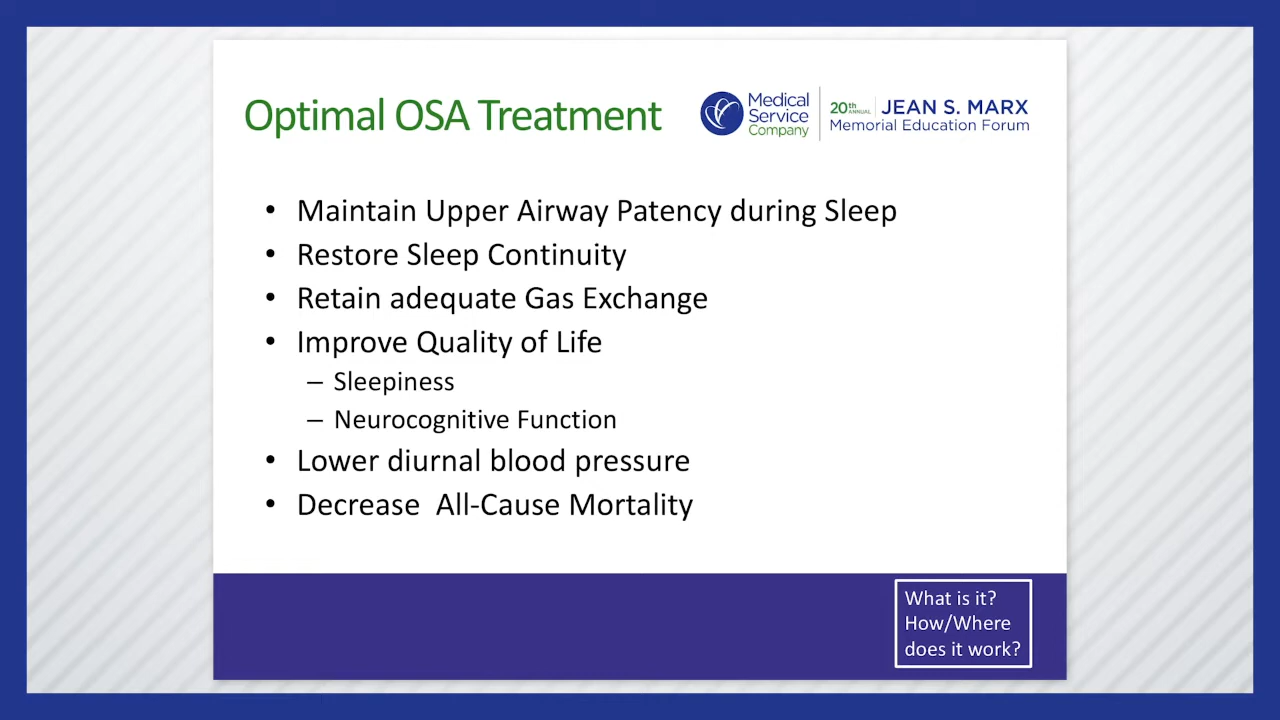 Optimal OSA Treatment
Medical
Service
Company
20th ANNUAL JEAN S. MARX
Memorial Education Forum
• Maintain Upper Airway Patency during Sleep
• Restore Sleep Continuity
• Retain adequate Gas Exchange
• Improve Quality of Life
– Sleepiness
– Neurocognitive Function
• Lower diurnal blood pressure
• Decrease  All-Cause Mortality
What is it?
How/Where
does it work?